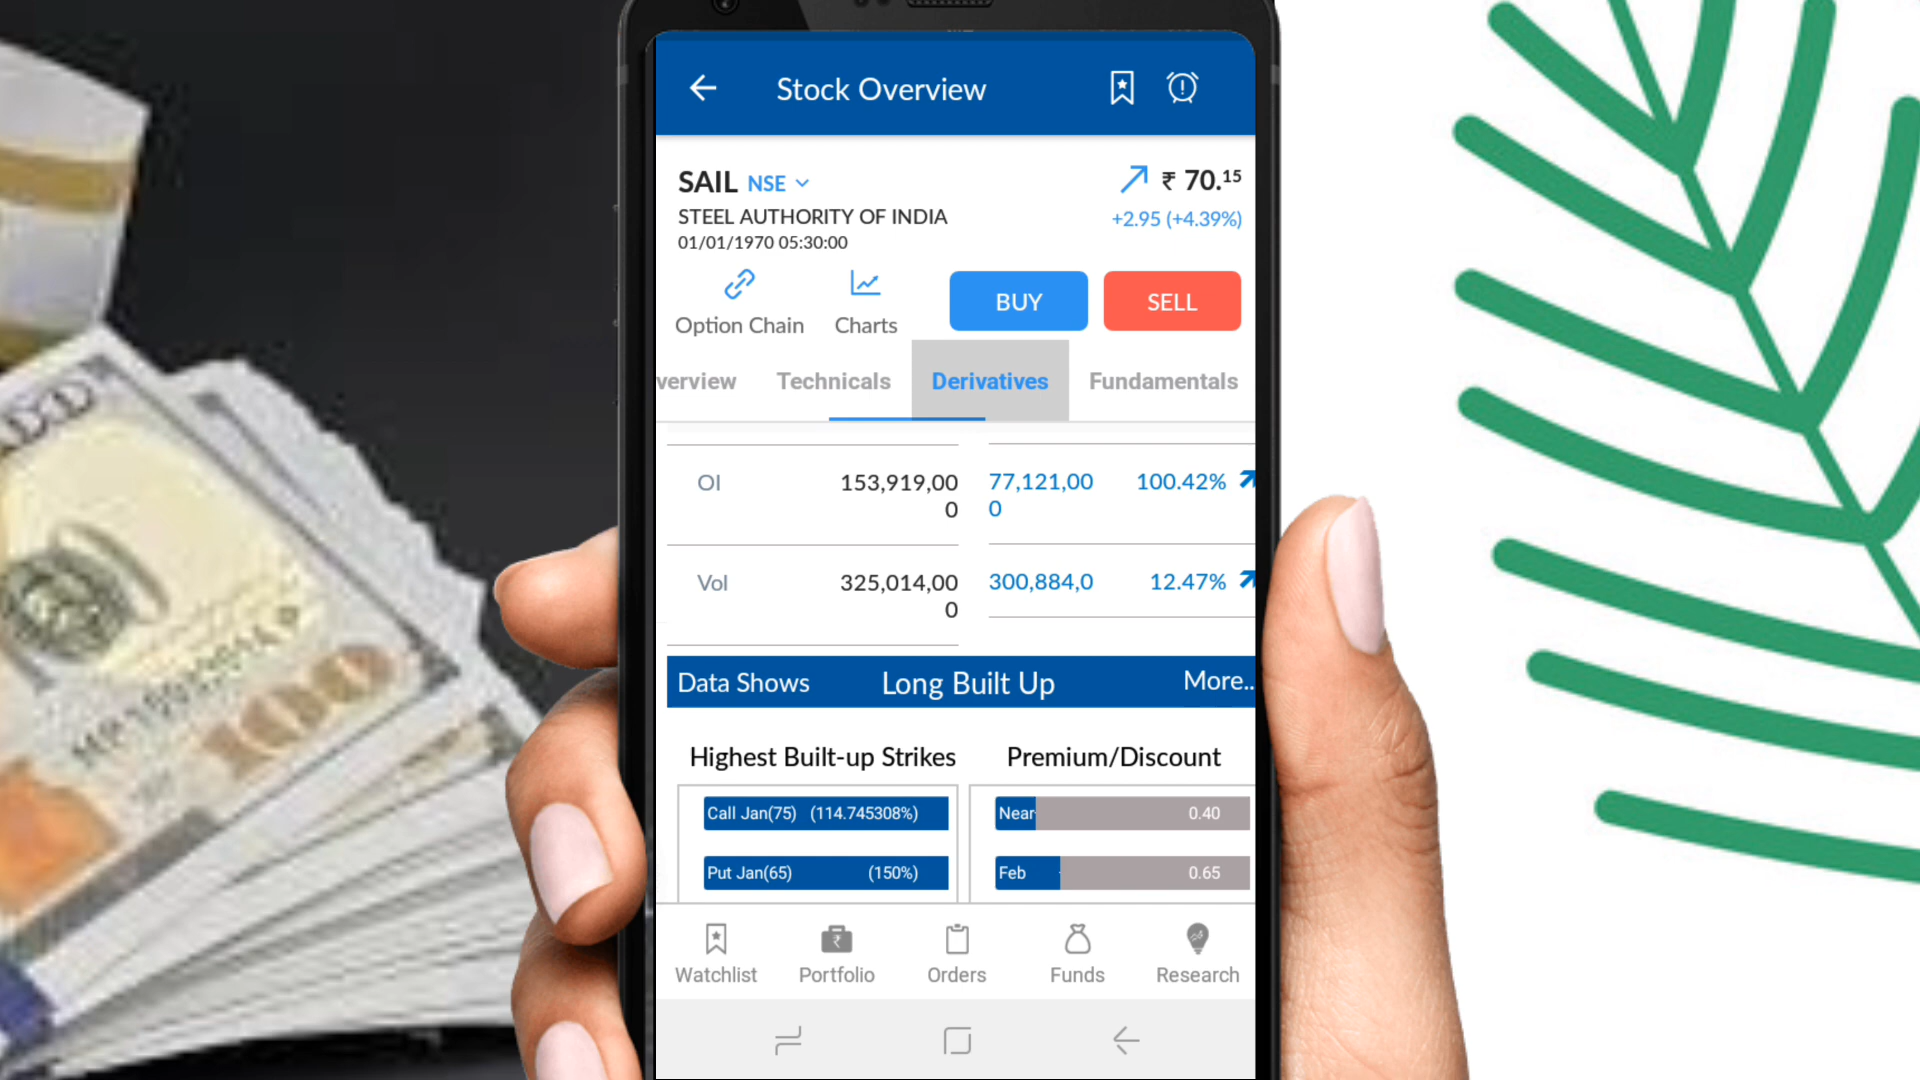 Stock Overview
SAIL NSE
₹ 70.15
STEEL AUTHORITY OF INDIA
+2.95 (+4.39%)
01/01/1970 05:30:00
Option Chain
Charts
BUY
SELL
verview
Technicals
Derivatives
Fundamentals
OI
153,919,00
0
77,121,00
0
100.42%
Vol
325,014,00
0
300,884,0
12.47%
Data Shows
Long Built Up
More..
Highest Built-up Strikes
Premium/Discount
Call Jan(75) (114.745308%)
Near
0.40
Put Jan(65) (150%)
Feb
0.65
Watchlist
Portfolio
Orders
Funds
Research
100